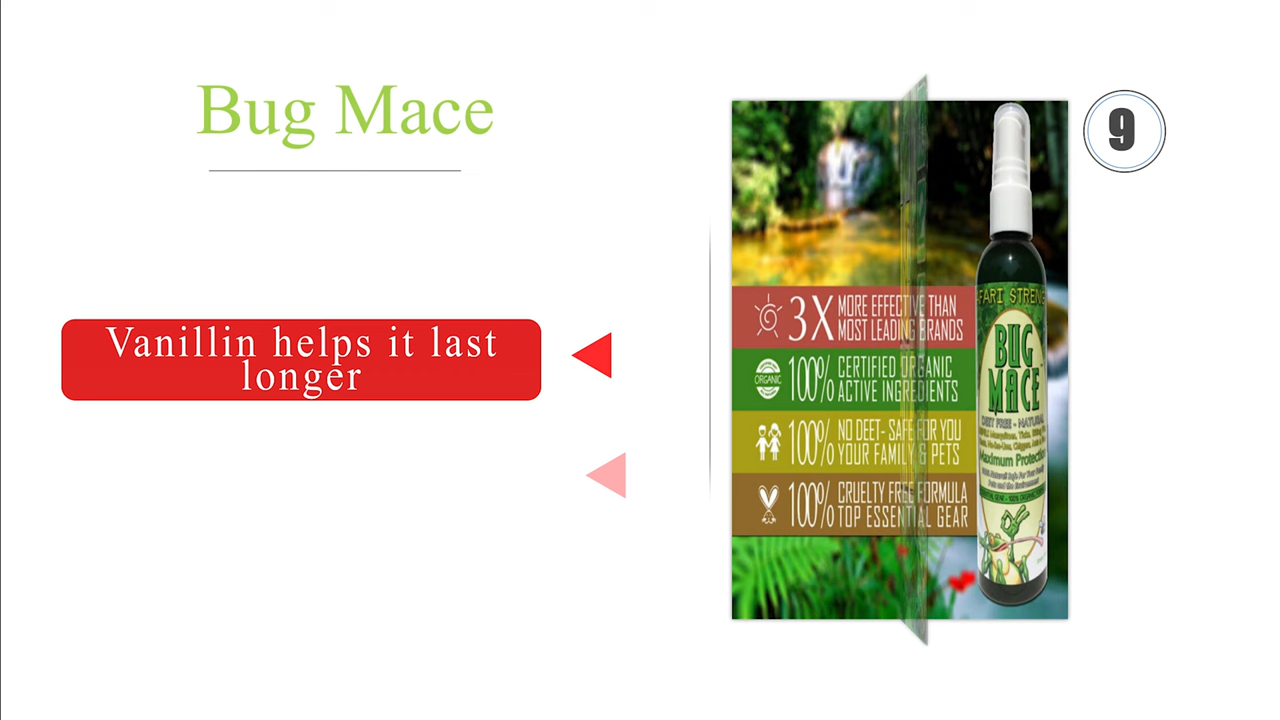 Bug Mace
9
Vanillin helps it last
longer
3X MORE EFFECTIVE THAN
MOST LEADING BRANDS
ORGANIC
100% CERTIFIED ORGANIC
ACTIVE INGREDIENTS
100% NO DEET- SAFE FOR YOU
YOUR FAMILY & PETS
100% CRUELTY FREE FORMULA
TOP ESSENTIAL GEAR
BUG
MACE
DEET FREE - NATURAL
Maximum Protection